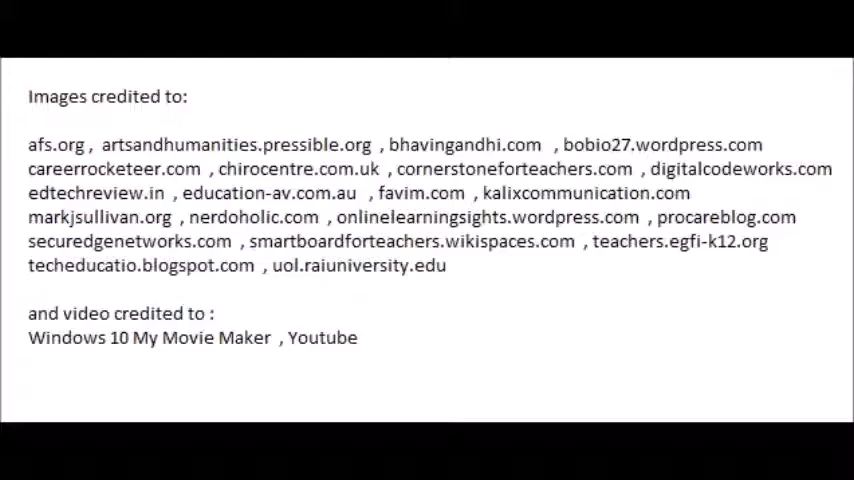 Images credited to:
afs.org , artsandhumanities.pressible.org , bhavingandhi.com , bobio27.wordpress.com
careerrocketeer.com , chirocentre.com.uk , cornerstoneforteachers.com , digitalcodeworks.com
edtechreview.in , education-av.com.au , favim.com , kalixcommunication.com
markjsullivan.org , nerdoholic.com , onlinelearningsights.wordpress.com , procareblog.com
securedgenetworks.com , smartboardforteachers.wikispaces.com , teachers.egfi-k12.org
techeducatio.blogspot.com , uol.raiuniversity.edu
and video credited to :
Windows 10 My Movie Maker , Youtube